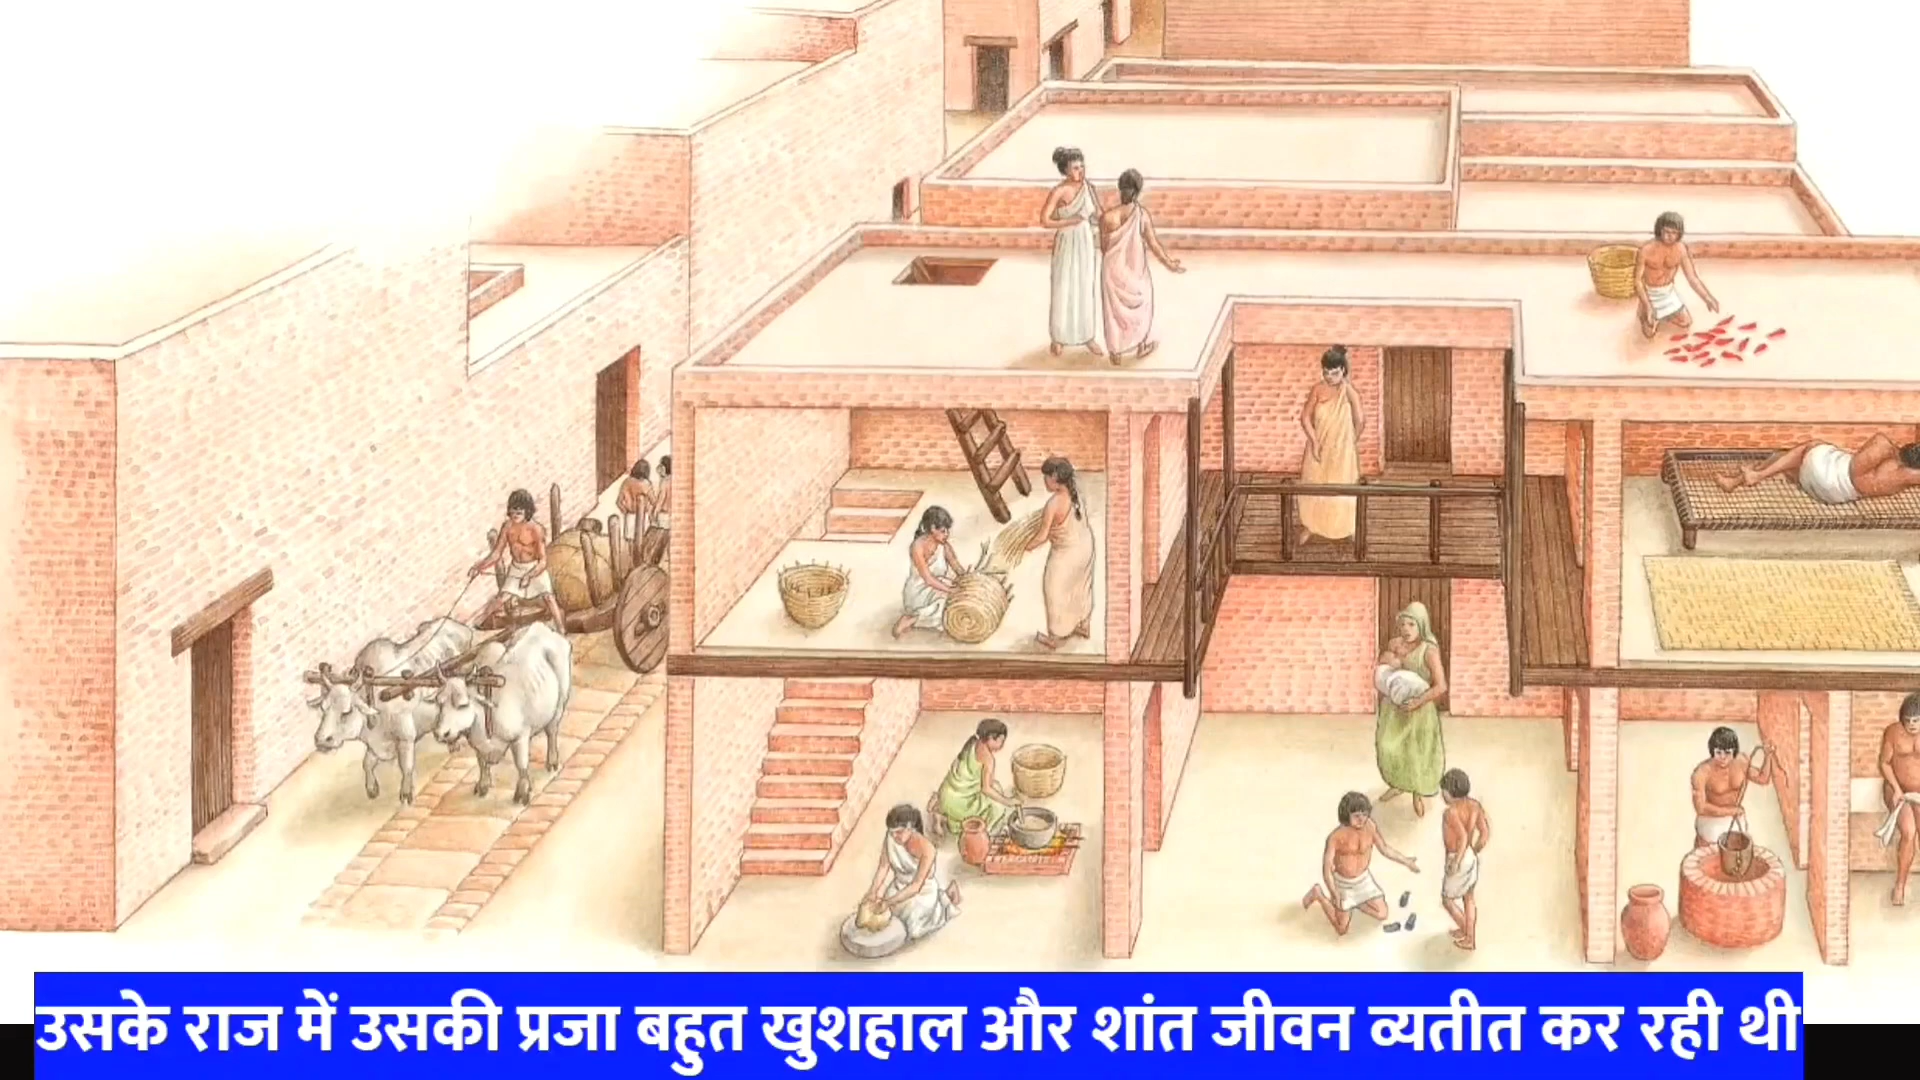 उसके राज में उसकी प्रजा बहुत खुशहाल और शांत जीवन व्यतीत कर रही थी